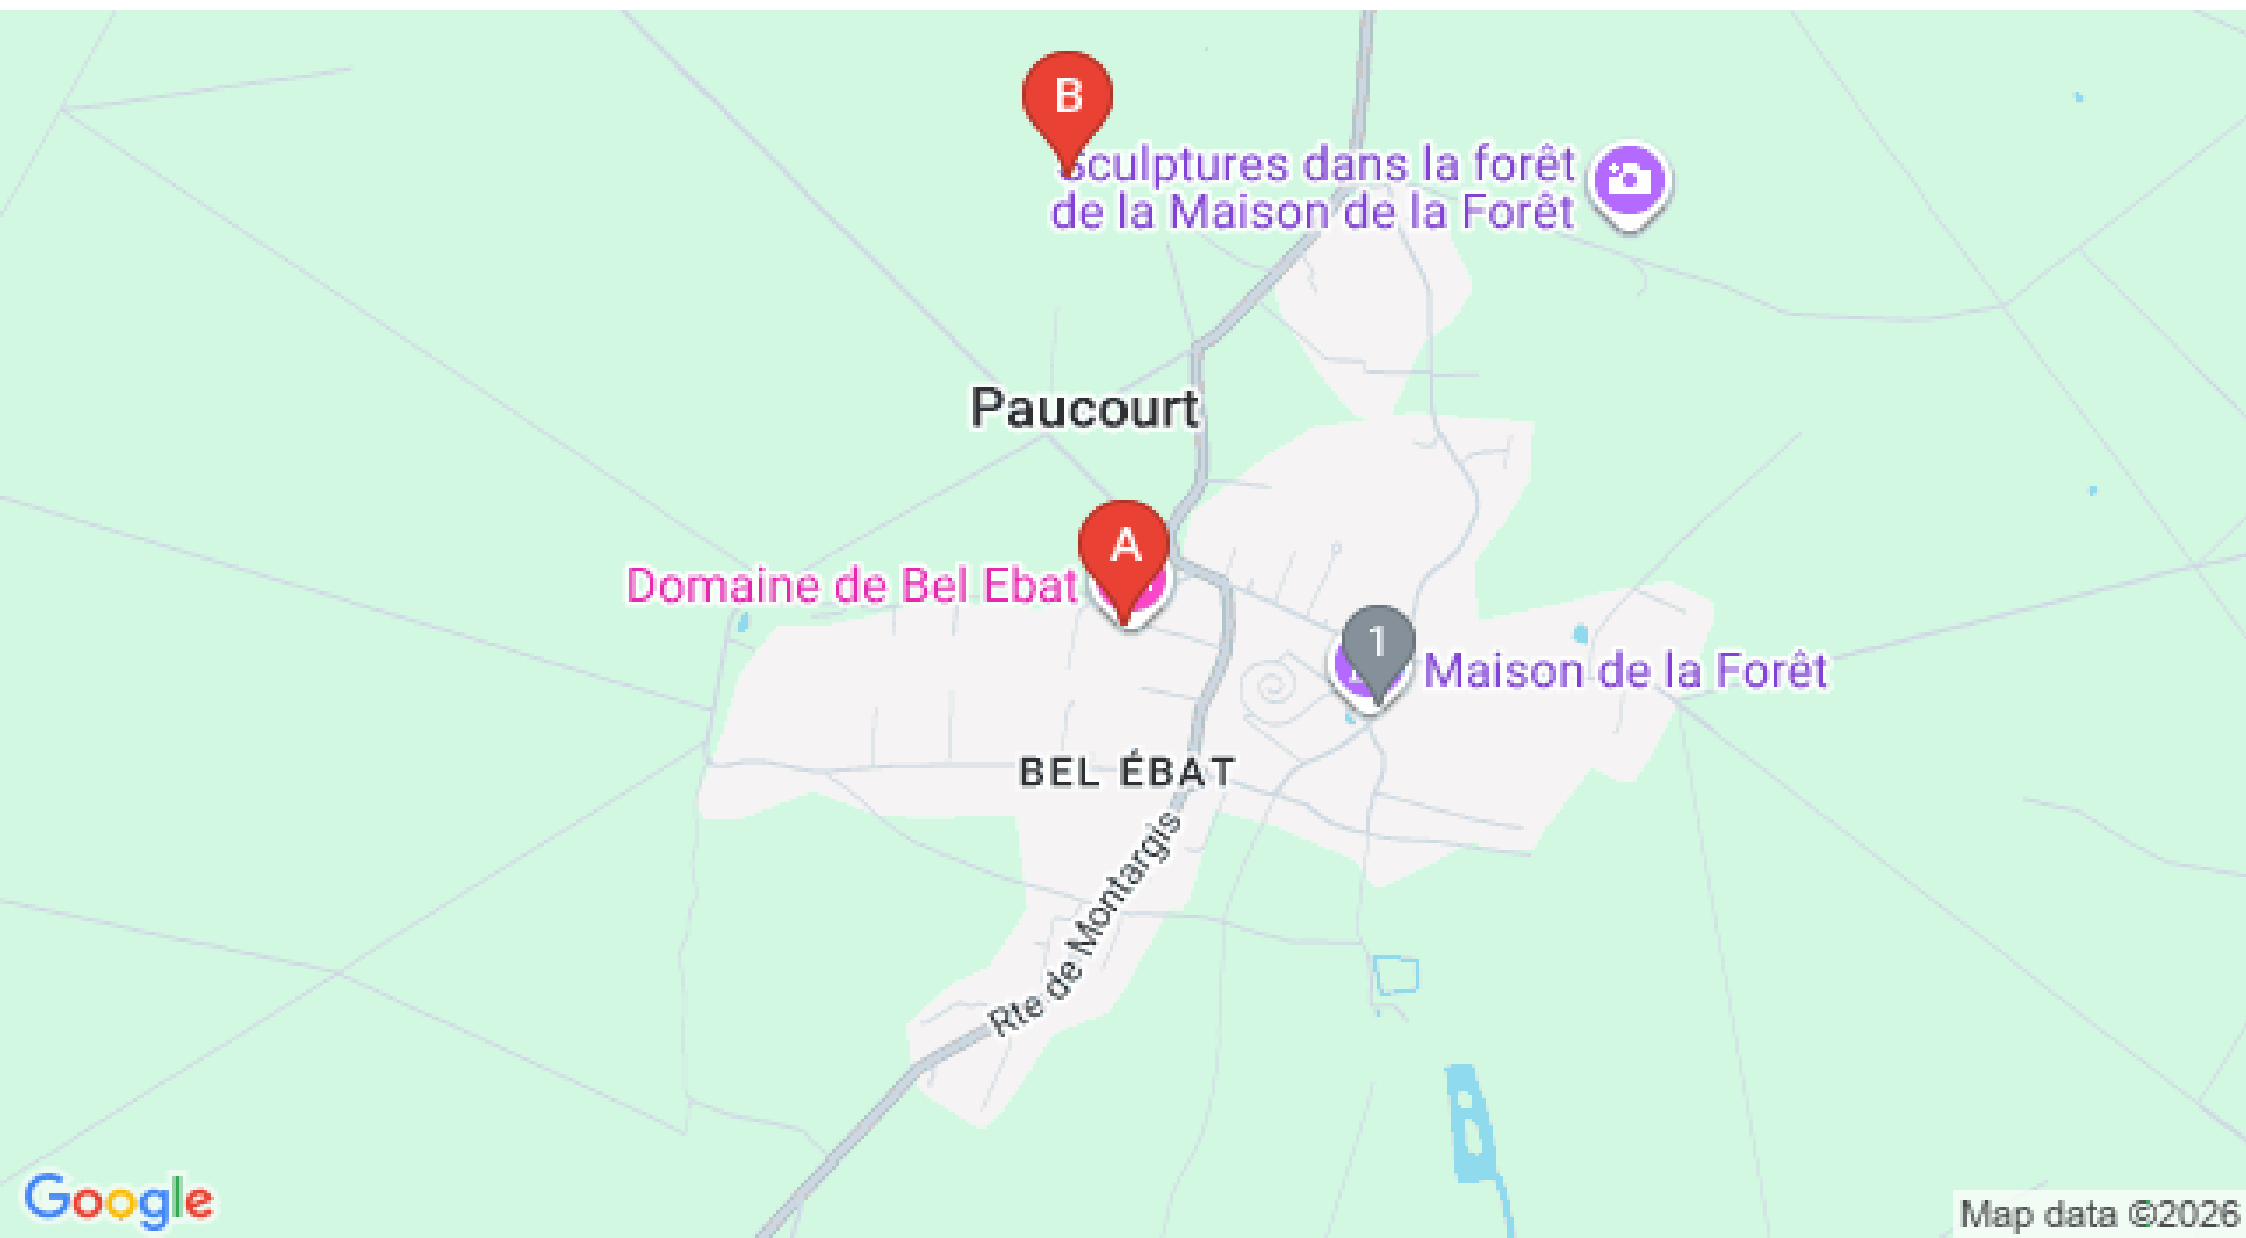 B
Sculptures dans la forêt
de la Maison de la Forêt
Paucourt
A
Domaine de Bel Ebat
1
Maison de la Forêt
BEL ÉBAT
Rte de Montargis
Google
Map data ©2026